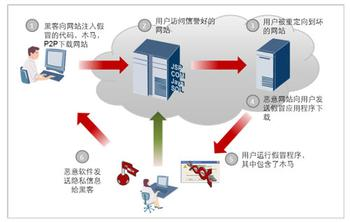 1
黑客向网站注入假
冒的代码，木马，
P2P下载网站
2
用户访问信誉好的
网站
3
用户被重定向到坏
的网站
JSR
COM
Java
SQL
4
恶意网站向用户发
送假冒应用程序下
载
5
用户运行假冒程序，
其中包含了木马
6
恶意软件发
送隐私信息
给黑客